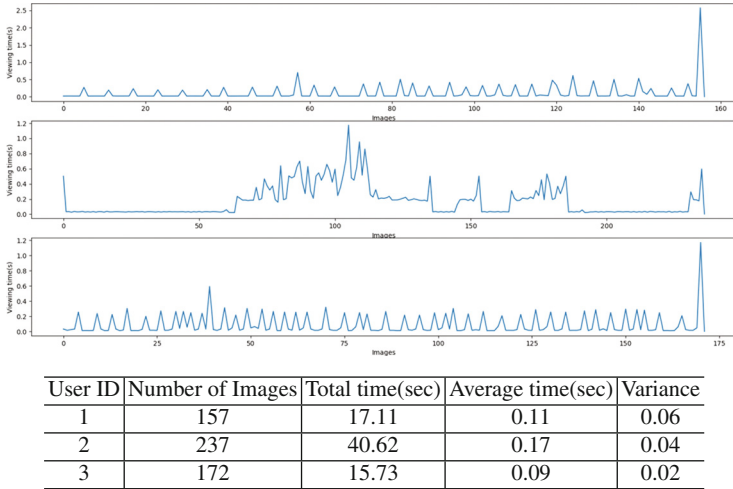 Viewing time(s)
2.5
2.0
1.5
1.0
0.5
0.0
0 20 40 60 80 100 120 140 160
Images
Viewing time(s)
1.2
1.0
0.8
0.6
0.4
0.2
0.0
0 50 100 150 200
Images
Viewing time(s)
1.2
1.0
0.8
0.6
0.4
0.2
0.0
0 25 50 75 100 125 150 175
Images
User ID Number of Images Total time(sec) Average time(sec) Variance
1 157 17.11 0.11 0.06
2 237 40.62 0.17 0.04
3 172 15.73 0.09 0.02